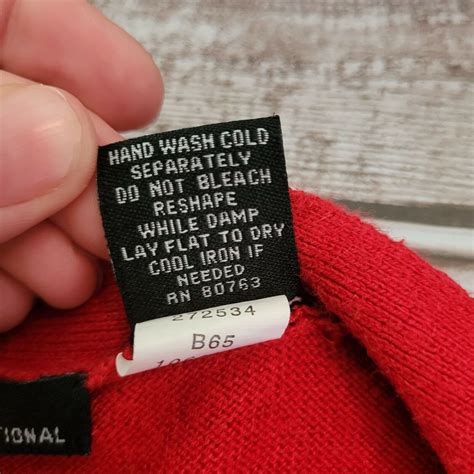 HAND WASH COLD
SEPARATELY
DO NOT BLEACH
RESHAPE
WHILE DAMP
LAY FLAT TO DRY
COOL IRON IF
NEEDED
RN 80763
272534
B65